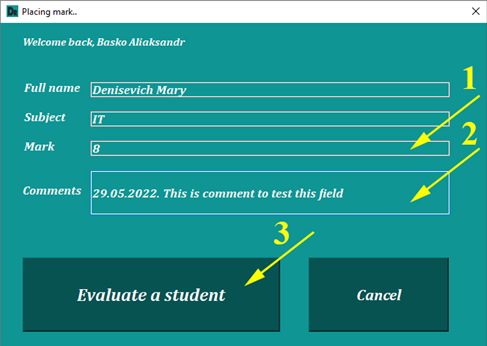 Placing mark..
Welcome back, Basko Aliaksandr
Full name Denisevich Mary
Subject IT
Mark 8
1
Comments 29.05.2022. This is comment to test this field
2
3
Evaluate a student Cancel